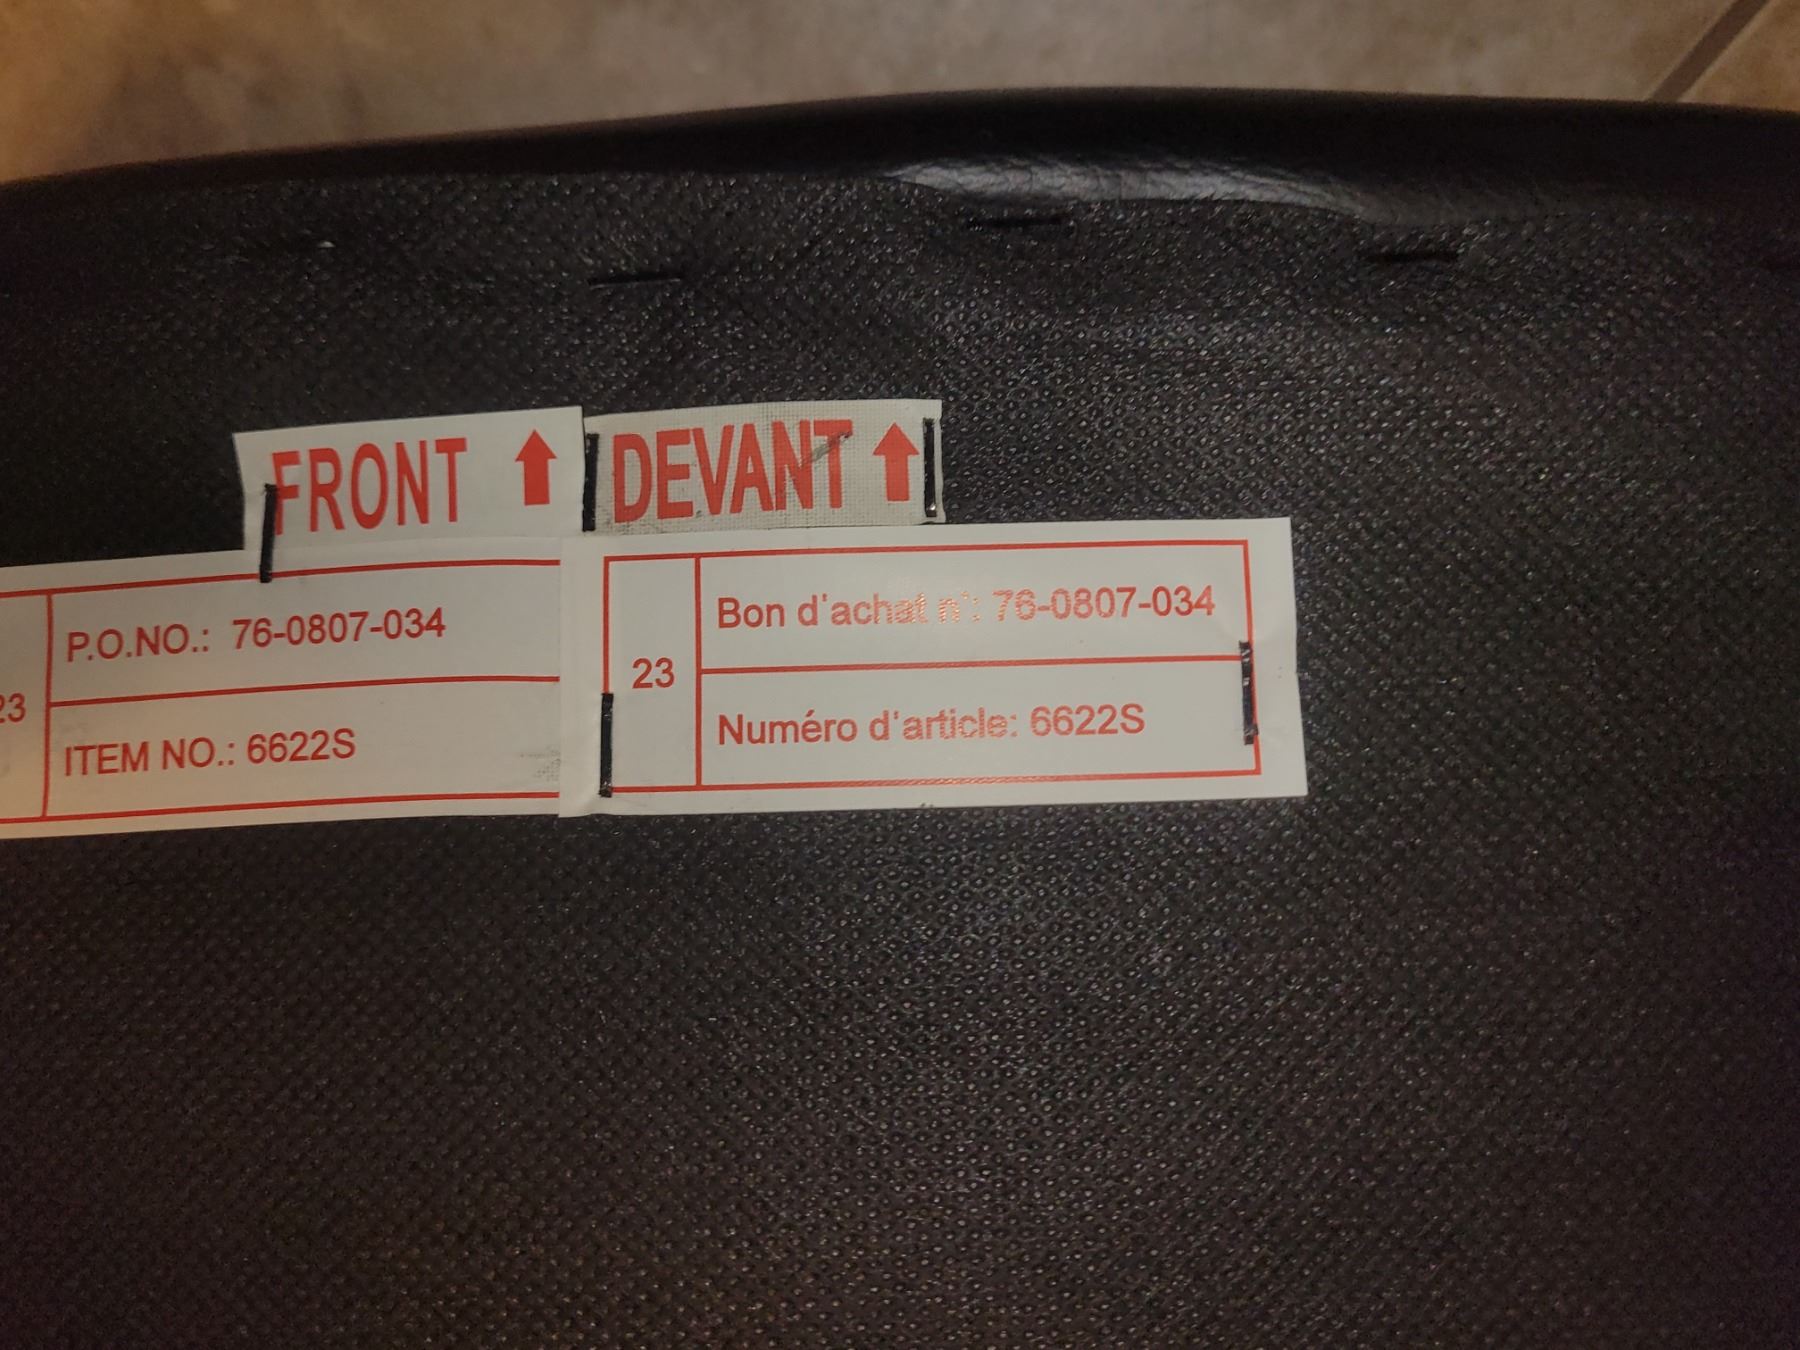 FRONT
DEVANT
23
P.O.NO.: 76-0807-034
ITEM NO.: 6622S
23
Bon d'achat n°: 76-0807-034
Numéro d'article: 6622S